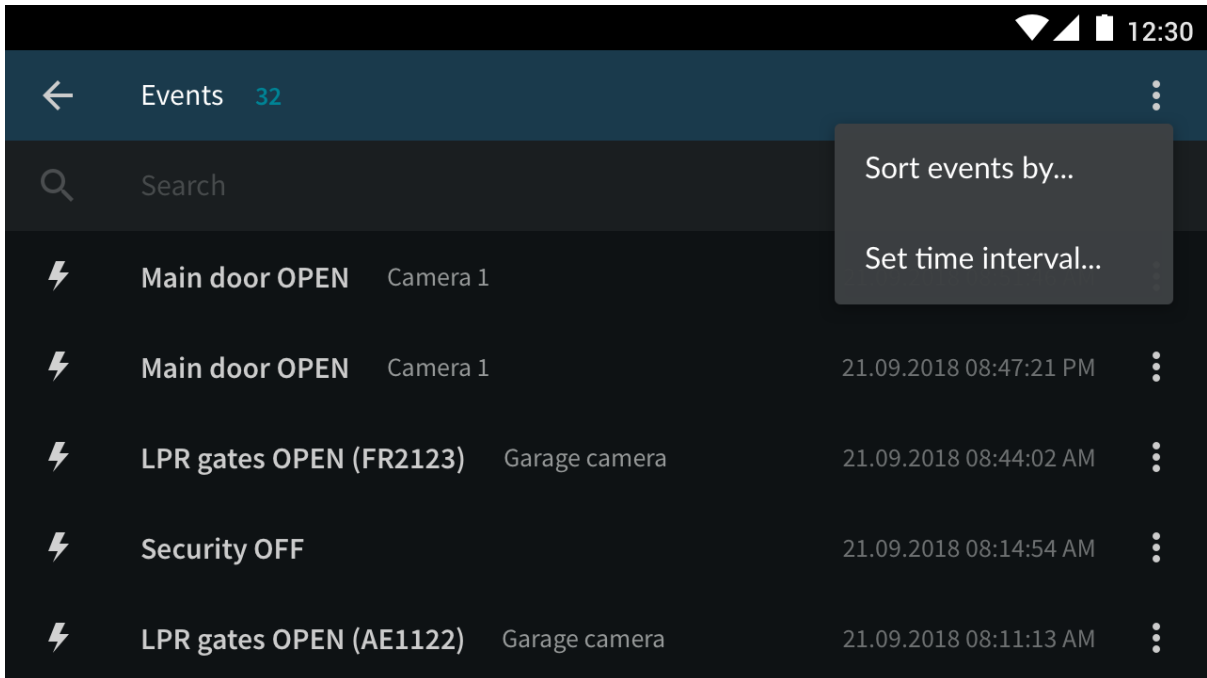 12:30
Events 32
Sort events by...
Search
Set time interval...
Main door OPEN Camera 1
Main door OPEN Camera 1 21.09.2018 08:47:21 PM
LPR gates OPEN (FR2123) Garage camera 21.09.2018 08:44:02 AM
Security OFF 21.09.2018 08:14:54 AM
LPR gates OPEN (AE1122) Garage camera 21.09.2018 08:11:13 AM